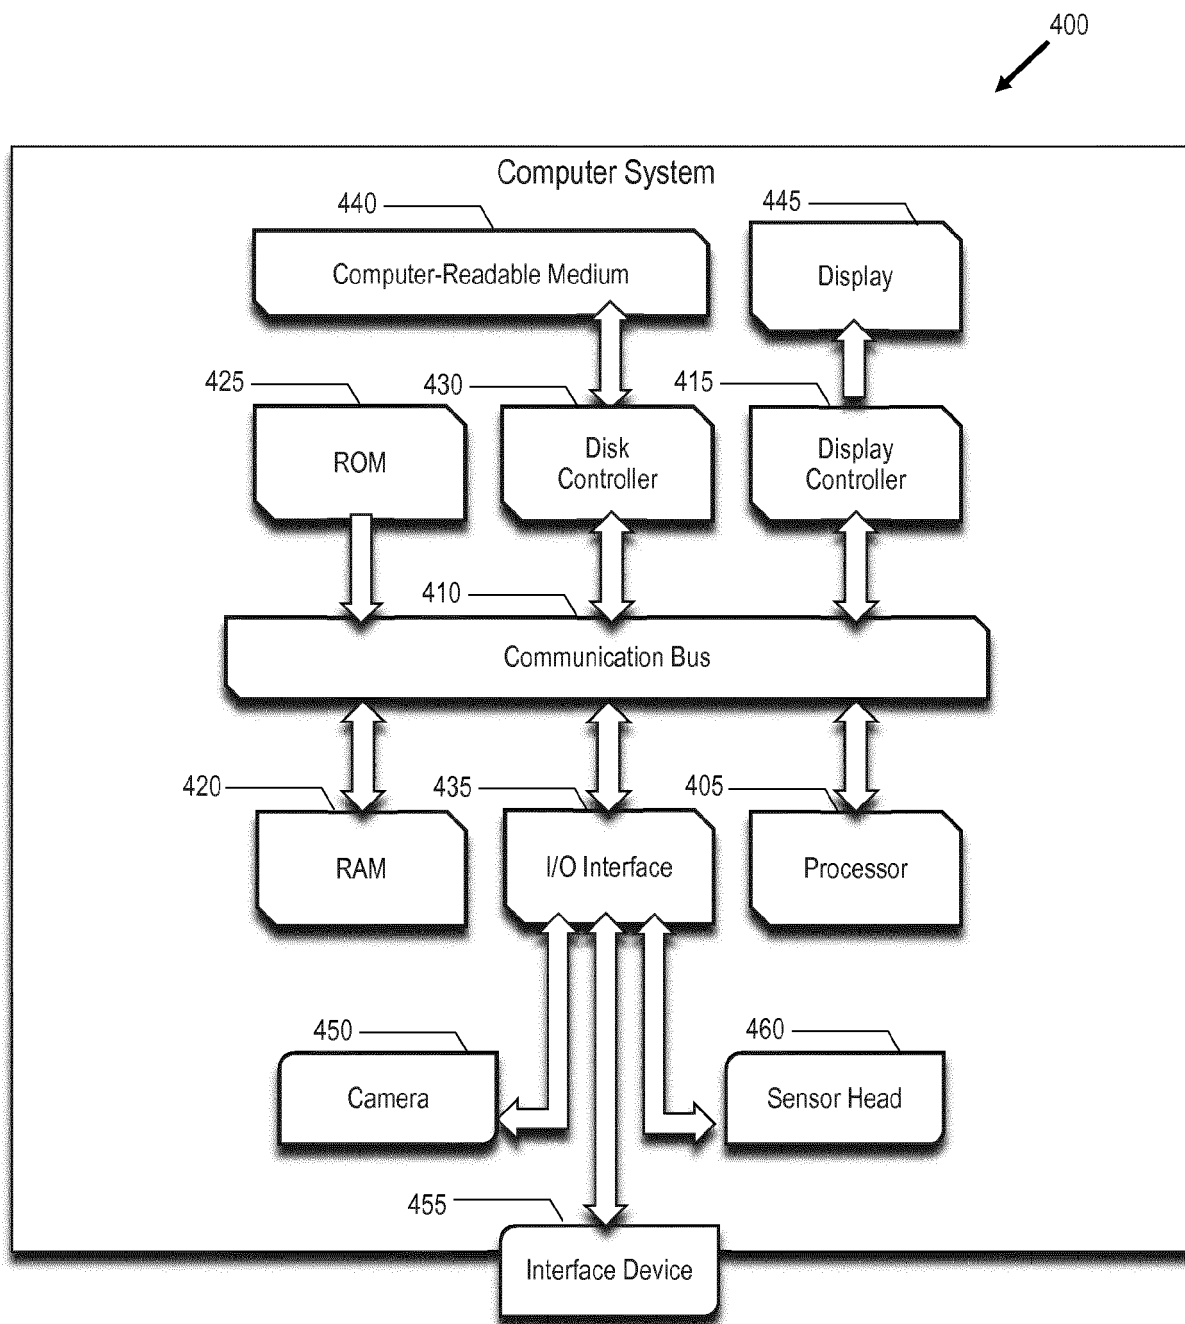 400
Computer System
440
445
Computer-Readable Medium
Display
425
430
415
ROM
Disk
Controller
Display
Controller
410
Communication Bus
420
435
405
RAM
I/O Interface
Processor
450
460
Camera
Sensor Head
455
Interface Device